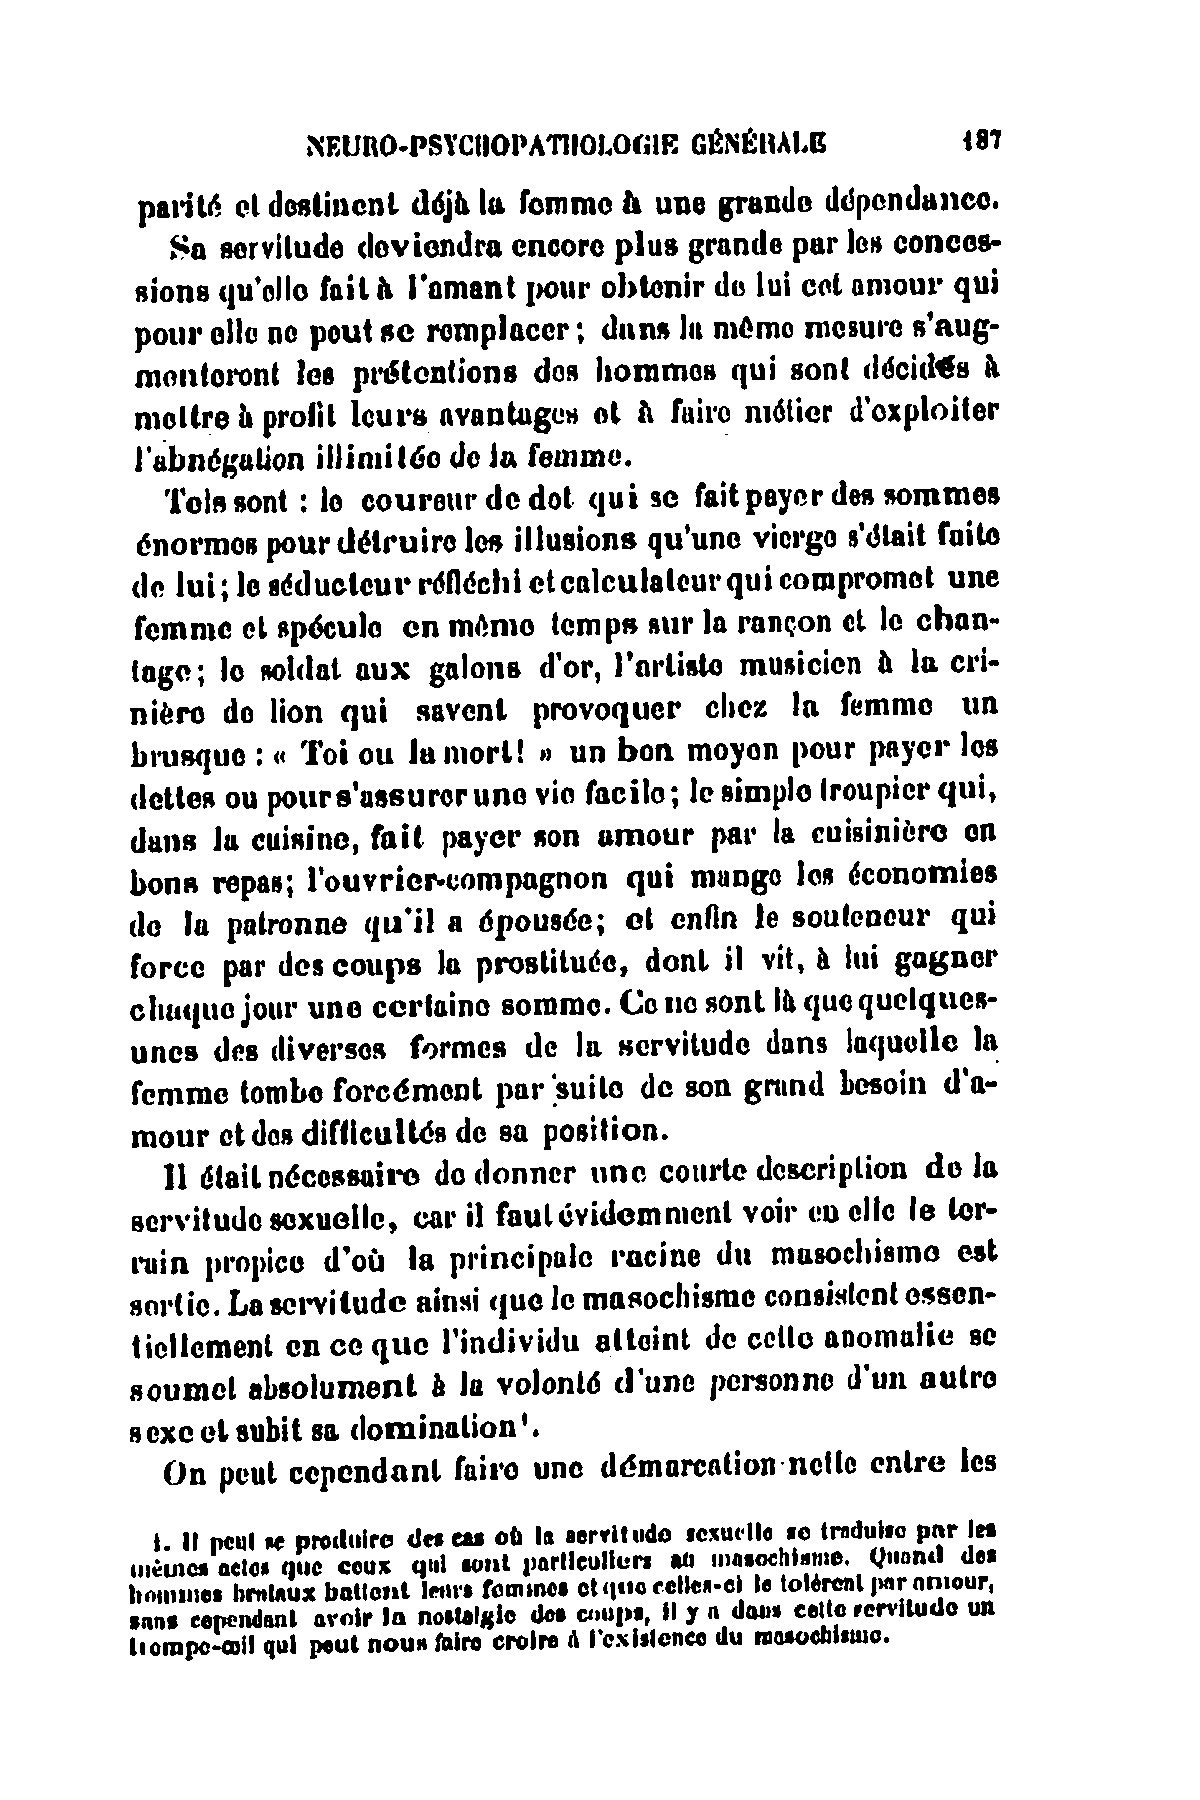 NEURO-PSYCHOPATHOLOGIE GÉNÉRALE 187
parité et destinent déjà la femme à une grande dépendance.
Sa servitude deviendra encore plus grande par les conces-
sions qu'elle fait à l'amant pour obtenir de lui cet amour qui
pour elle ne peut se remplacer; dans la même mesure s'aug-
menteront les prétentions des hommes qui sont décidés à
mettre à profit leurs avantages et à faire métier d'exploiter
l'abnégation illimitée de la femme.
Tels sont : le coureur de dot qui se fait payer des sommes
énormes pour détruire les illusions qu'une vierge s'était faite
de lui; le séducteur réfléchi et calculateur qui compromet une
femme et spécule en même temps sur la rançon et le chan-
tage; le soldat aux galons d'or, l'artiste musicien à la cri-
nière de lion qui savent provoquer chez la femme un
brusque : « Toi ou la mort! » un bon moyen pour payer les
dettes ou pour s'assurer une vie facile; le simple troupier qui,
dans la cuisine, fait payer son amour par la cuisinière en
bons repas; l'ouvrier-compagnon qui mange les économies
de la patronne qu'il a épousée; et enfin le souteneur qui
force par des coups la prostituée, dont il vit, à lui gagner
chaque jour une certaine somme. Ce ne sont là que quelques-
unes des diverses formes de la servitude dans laquelle la
femme tombe forcément par suite de son grand besoin d'a-
mour et des difficultés de sa position.
Il était nécessaire de donner une courte description de la
servitude sexuelle, car il faut évidemment voir en elle le ter-
rain propice d'où la principale racine du masochisme est
sortie. La servitude ainsi que le masochisme consistent essen-
tiellement en ce que l'individu atteint de cette anomalie se
soumet absolument à la volonté d'une personne d'un autre
sexe et subit sa domination¹.
On peut cependant faire une démarcation nette entre les
1. Il peut se produire des cas où la servitude sexuelle se traduise par les
mêmes actes que ceux qui sont particuliers au masochisme. Quand des
hommes brutaux battent leurs femmes et que celles-ci le tolèrent par amour,
sans cependant avoir la nostalgie des coups, il y a dans cette servitude un
trompe-œil qui peut nous faire croire à l'existence du masochisme.